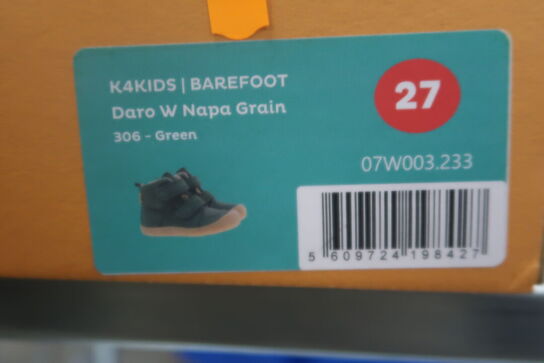 K4KIDS | BAREFOOT
Daro W Napa Grain
306 - Green
27
07W003.233
5 609724 198427